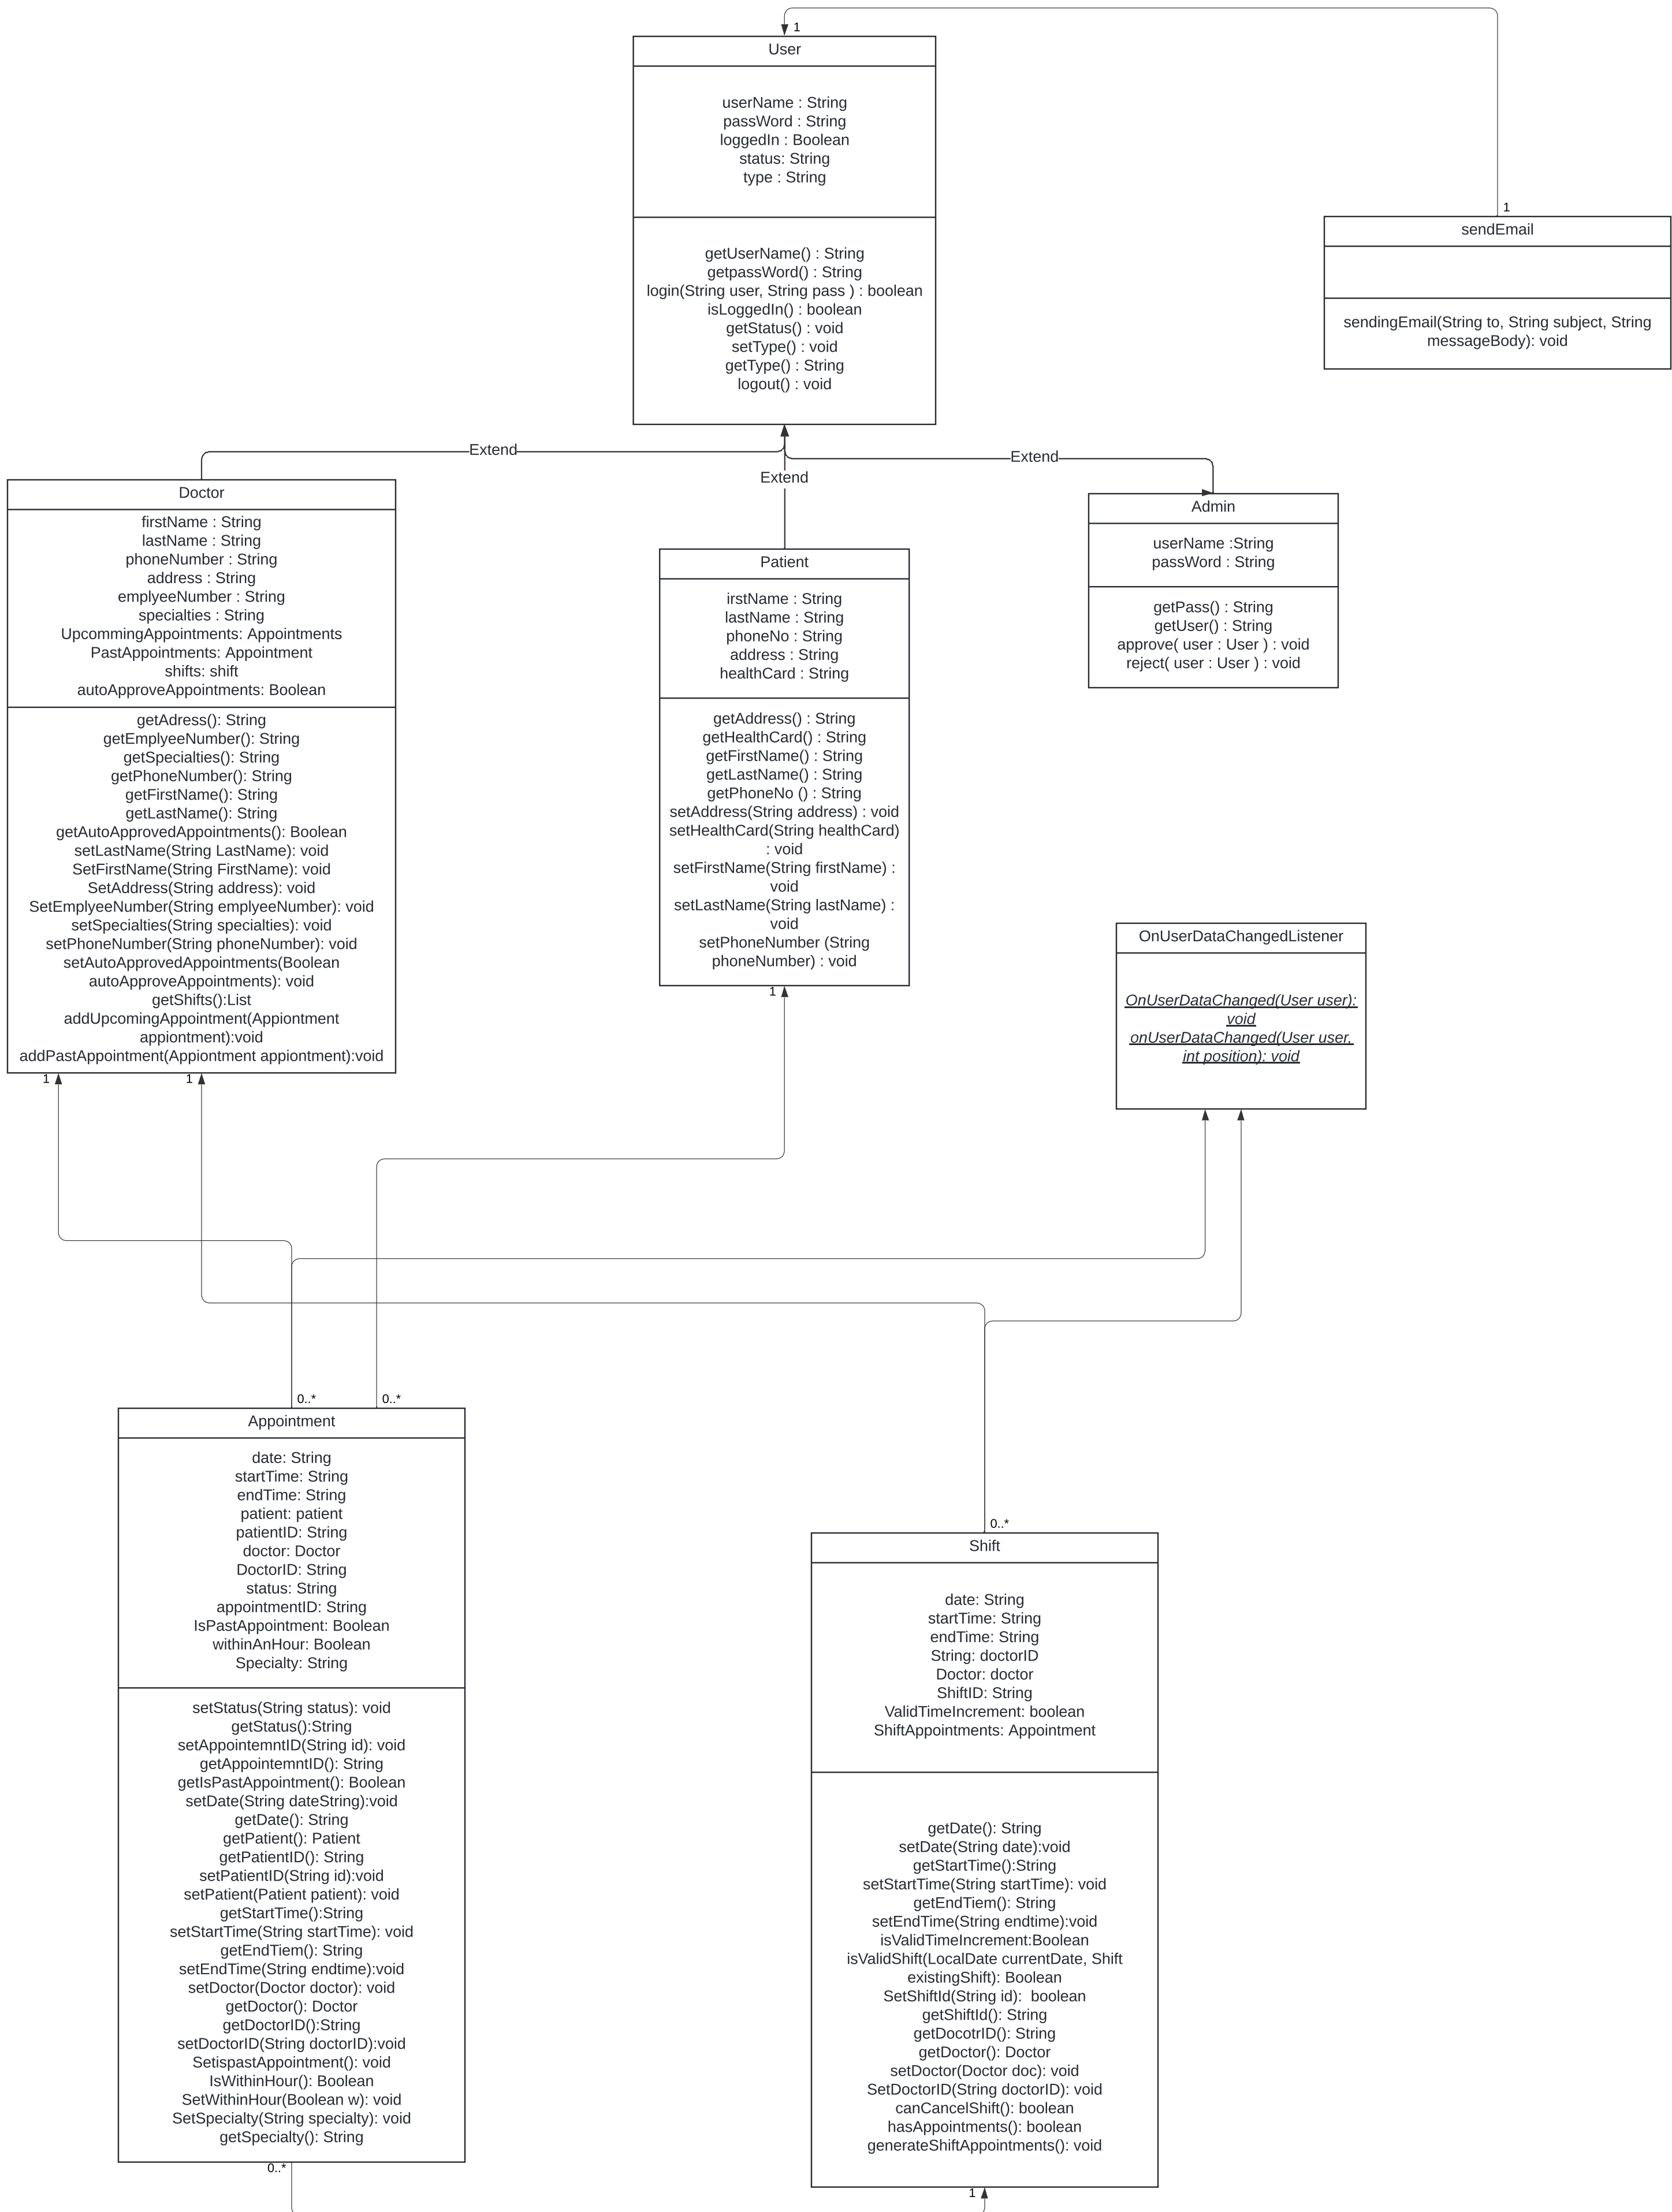 1
User
userName : String
passWord : String
loggedIn : Boolean
status: String
type : String
getUserName() : String
getpassWord() : String
login(String user, String pass ) : boolean
isLoggedIn() : boolean
getStatus() : void
setType() : void
getType() : String
logout() : void
1
sendEmail
sendingEmail(String to, String subject, String
messageBody): void
Extend
Extend
Extend
Doctor
firstName : String
lastName : String
phoneNumber : String
address : String
emplyeeNumber : String
specialties : String
UpcommingAppointments: Appointments
PastAppointments: Appointment
shifts: shift
autoApproveAppointments: Boolean
getAdress(): String
getEmplyeeNumber(): String
getSpecialties(): String
getPhoneNumber(): String
getFirstName(): String
getLastName(): String
getAutoApprovedAppointments(): Boolean
setLastName(String LastName): void
SetFirstName(String FirstName): void
SetAddress(String address): void
SetEmplyeeNumber(String emplyeeNumber): void
setSpecialties(String specialties): void
setPhoneNumber(String phoneNumber): void
setAutoApprovedAppointments(Boolean
autoApproveAppointments): void
getShifts():List
addUpcomingAppointment(Appiontment
appiontment):void
addPastAppointment(Appiontment appiontment):void
1
1
Patient
irstName : String
lastName : String
phoneNo : String
address : String
healthCard : String
getAddress() : String
getHealthCard() : String
getFirstName() : String
getLastName() : String
getPhoneNo () : String
setAddress(String address) : void
setHealthCard(String healthCard)
: void
setFirstName(String firstName) :
void
setLastName(String lastName) :
void
setPhoneNumber (String
phoneNumber) : void
1
Admin
userName :String
passWord : String
getPass() : String
getUser() : String
approve( user : User ) : void
reject( user : User ) : void
OnUserDataChangedListener
OnUserDataChanged(User user):
void
onUserDataChanged(User user,
int position): void
0..*
0..*
Appointment
date: String
startTime: String
endTime: String
patient: patient
patientID: String
doctor: Doctor
DoctorID: String
status: String
appointmentID: String
IsPastAppointment: Boolean
withinAnHour: Boolean
Specialty: String
setStatus(String status): void
getStatus():String
setAppointemntID(String id): void
getAppointemntID(): String
getIsPastAppointment(): Boolean
setDate(String dateString):void
getDate(): String
getPatient(): Patient
getPatientID(): String
setPatientID(String id):void
setPatient(Patient patient): void
getStartTime():String
setStartTime(String startTime): void
getEndTiem(): String
setEndTime(String endtime):void
setDoctor(Doctor doctor): void
getDoctor(): Doctor
getDoctorID():String
setDoctorID(String doctorID):void
SetispastAppointment(): void
IsWithinHour(): Boolean
SetWithinHour(Boolean w): void
SetSpecialty(String specialty): void
getSpecialty(): String
0..*
0..*
Shift
date: String
startTime: String
endTime: String
String: doctorID
Doctor: doctor
ShiftID: String
ValidTimeIncrement: boolean
ShiftAppointments: Appointment
getDate(): String
setDate(String date):void
getStartTime():String
setStartTime(String startTime): void
getEndTiem(): String
setEndTime(String endtime):void
isValidTimeIncrement:Boolean
isValidShift(LocalDate currentDate, Shift
existingShift): Boolean
SetShiftId(String id):  boolean
getShiftId(): String
getDocotrID(): String
getDoctor(): Doctor
setDoctor(Doctor doc): void
SetDoctorID(String doctorID): void
canCancelShift(): boolean
hasAppointments(): boolean
generateShiftAppointments(): void
1